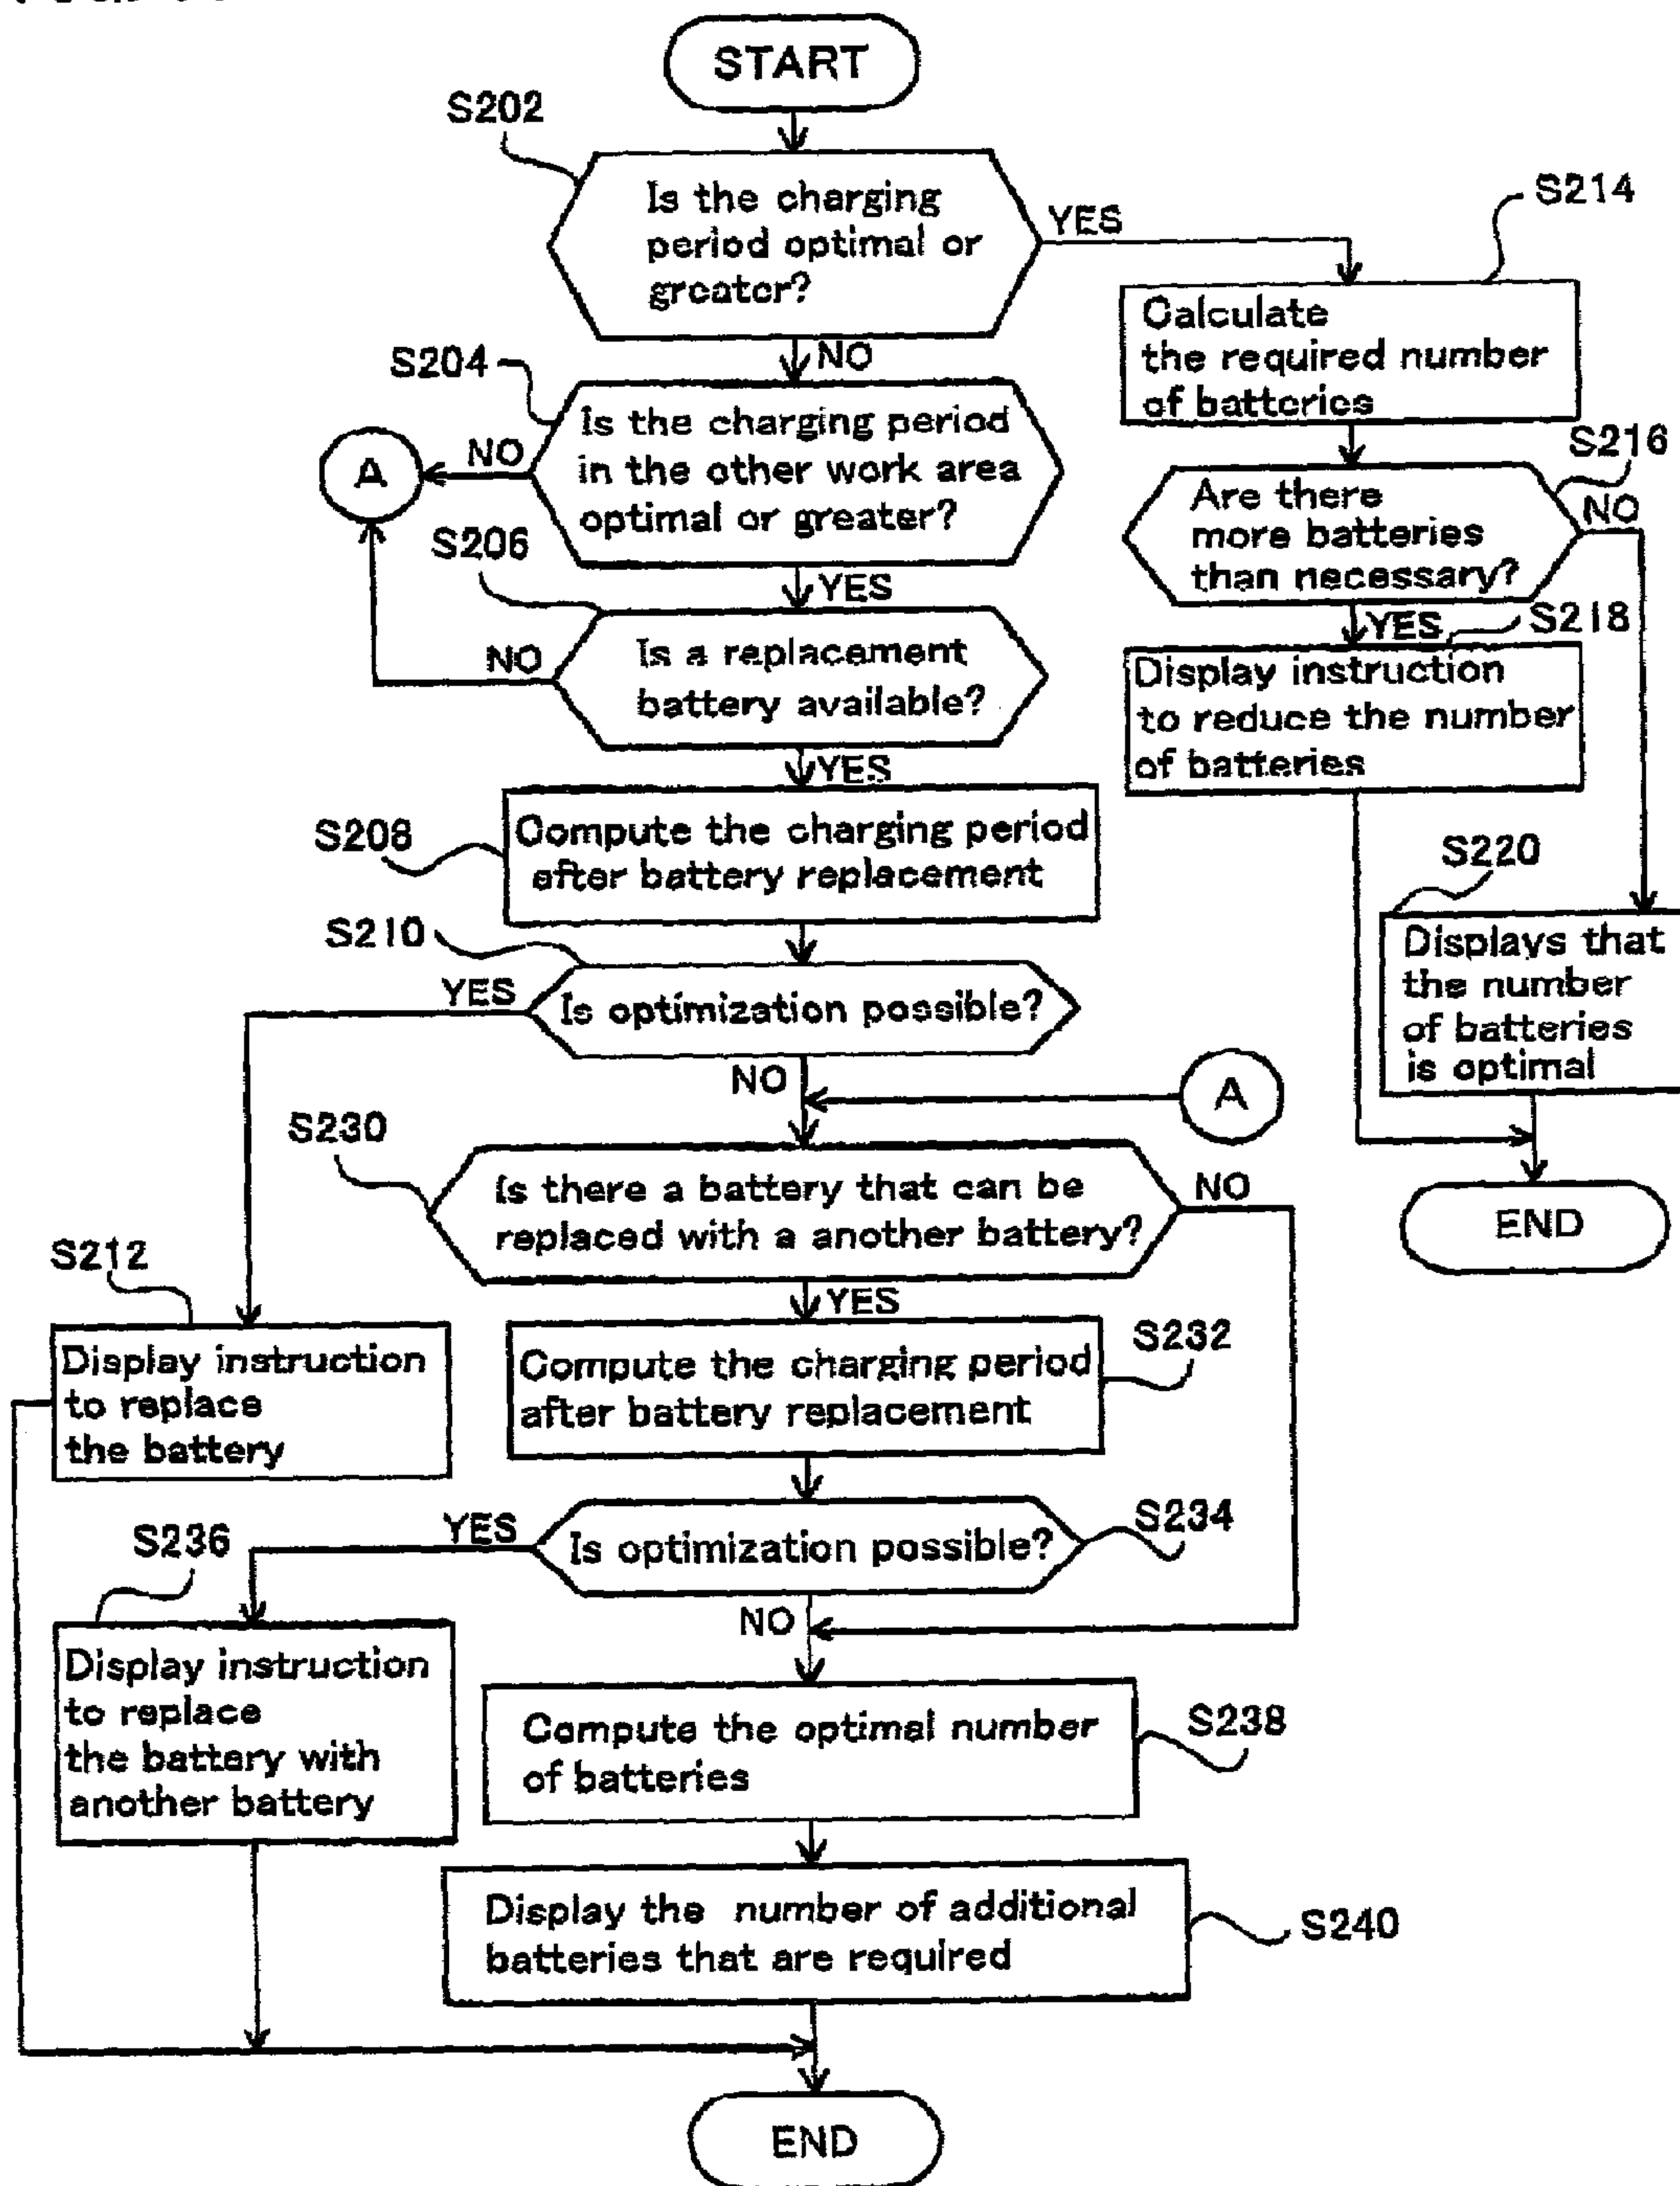 START
S202
Is the charging
period optimal or
greater?
YES
NO
S214
Calculate
the required number
of batteries
S204
Is the charging period
in the other work area
optimal or greater?
NO
A
YES
S216
Are there
more batteries
than necessary?
NO
YES
S206
Is a replacement
battery available?
NO
YES
S218
Display instruction
to reduce the number
of batteries
S208
Compute the charging period
after battery replacement
S220
Displays that
the number
of batteries
is optimal
END
S210
Is optimization possible?
YES
NO
A
S230
Is there a battery that can be
replaced with a another battery?
NO
YES
S212
Display instruction
to replace
the battery
S232
Compute the charging period
after battery replacement
S234
Is optimization possible?
YES
NO
S236
Display instruction
to replace
the battery with
another battery
S238
Compute the optimal number
of batteries
S240
Display the number of additional
batteries that are required
END